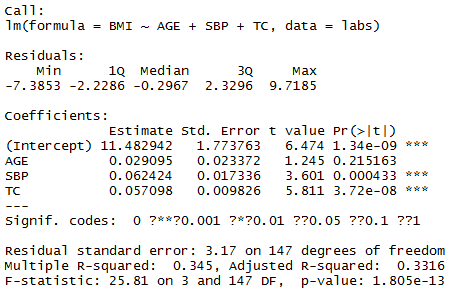 Call:
lm(formula = BMI ~ AGE + SBP + TC, data = labs)
Residuals:
Min 1Q Median 3Q Max
-7.3853 -2.2286 -0.2967 2.3296 9.7185
Coefficients:
Estimate Std. Error t value Pr(>|t|)
(Intercept) 11.482942 1.773763 6.474 1.34e-09 ***
AGE 0.029095 0.023372 1.245 0.215163
SBP 0.062424 0.017336 3.601 0.000433 ***
TC 0.057098 0.009826 5.811 3.72e-08 ***
---
Signif. codes: 0 ?**?0.001 ?*?0.01 ??0.05 ??0.1 ??1
Residual standard error: 3.17 on 147 degrees of freedom
Multiple R-squared: 0.345, Adjusted R-squared: 0.3316
F-statistic: 25.81 on 3 and 147 DF, p-value: 1.805e-13